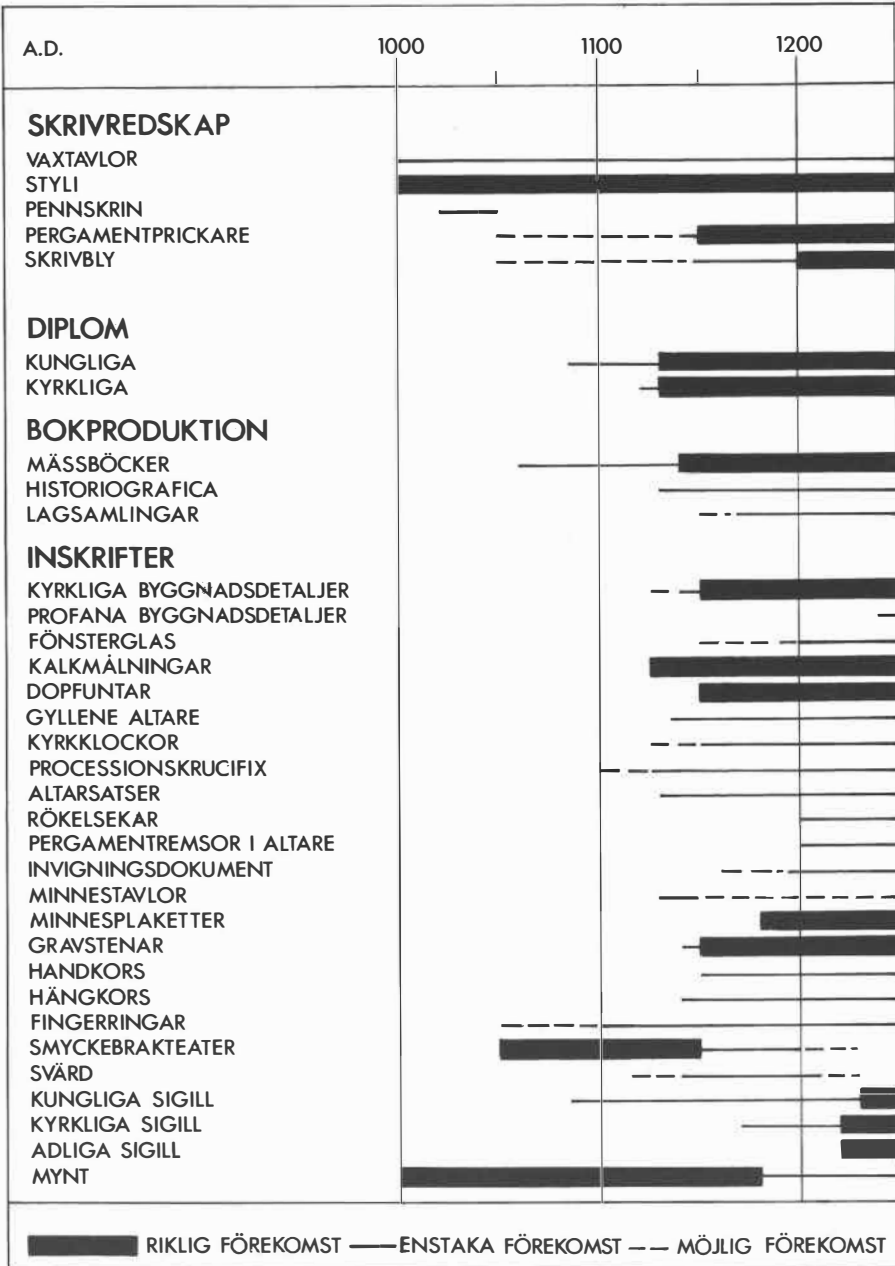 A.D. 1000 1100 1200
SKRIVREDSKAP
VAXTAVLOR
STYLI
PENNSKRIN
PERGAMENTPRICKARE
SKRIVBLY
DIPLOM
KUNGLIGA
KYRKLIGA
BOKPRODUKTION
MÄSSBÖCKER
HISTORIOGRAFICA
LAGSAMLINGAR
INSKRIFTER
KYRKLIGA BYGGNADSDETALJER
PROFANA BYGGNADSDETALJER
FÖNSTERGLAS
KALKMÅLNINGAR
DOPFUNTAR
GYLLENE ALTARE
KYRKKLOCKOR
PROCESSIONSKRUCIFIX
ALTARSATSER
RÖKELSEKAR
PERGAMENTREMSOR I ALTARE
INVIGNINGSDOKUMENT
MINNESTAVLOR
MINNESPLAKETTER
GRAVSTENAR
HANDKORS
HÄNGKORS
FINGERRINGAR
SMYCKEBRAKTEATER
SVÄRD
KUNGLIGA SIGILL
KYRKLIGA SIGILL
ADLIGA SIGILL
MYNT
RIKLIG FÖREKOMST ENSTAKA FÖREKOMST MÖJLIG FÖREKOMST